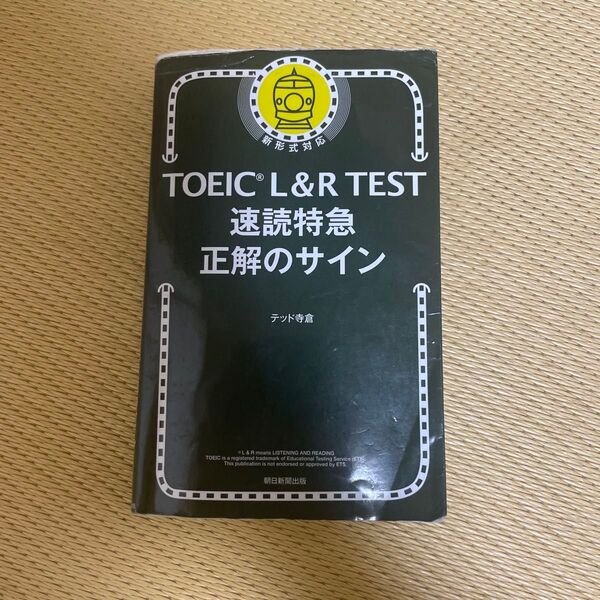 新形式対応
TOEIC® L&R TEST
速読特急
正解のサイン
テッド寺倉
®L & R means LISTENING AND READING
TOEIC is a registered trademark of Educational Testing Service (ETS).
This publication is not endorsed or approved by ETS.
朝日新聞出版